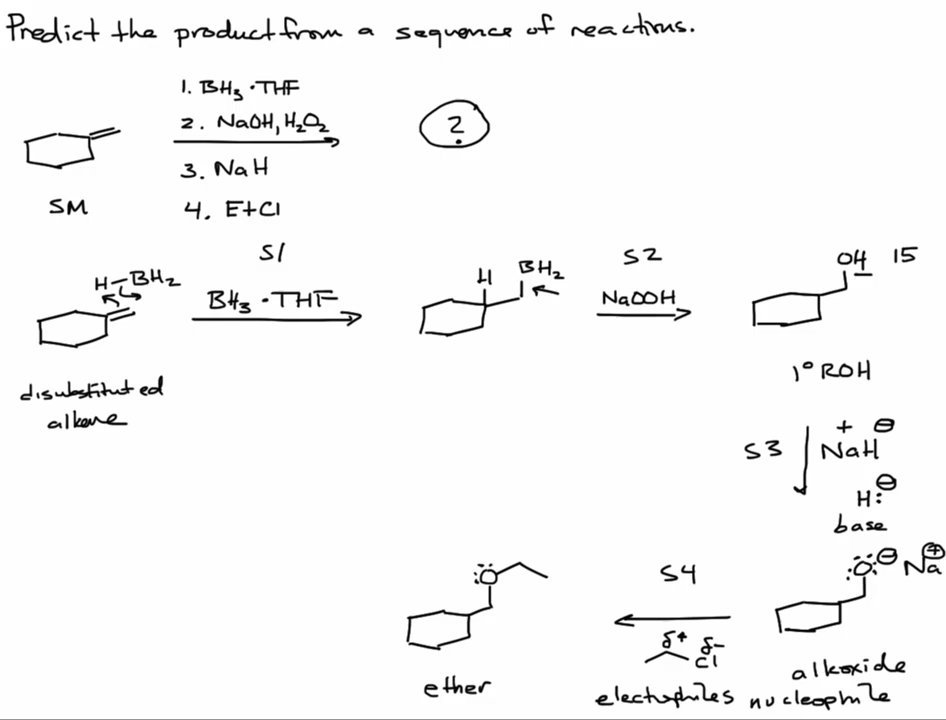 Predict the product from a sequence of reactions.
1. BH₃ · THF
2. NaOH, H₂O₂
?
3. NaH
SM
4. EtCl
S1
S2
H-BH₂
H
BH₂
OH 15
BH₃ · THF
NaOOH
disubstituted
alkene
1° ROH
S3
+ ⊖
NaH
H: ⊖
base
:Ö: ⊖ Na ⊕
:Ö
S4
δ+ δ-
Cl
ether
electrophiles
alkoxide
nucleophile